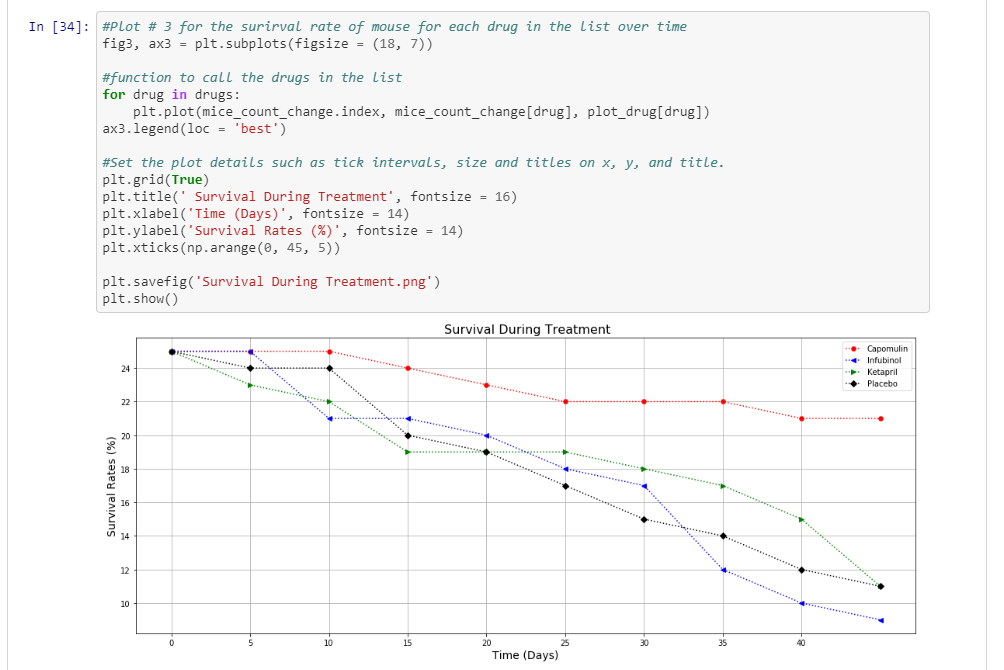 In [34]:
#Plot # 3 for the surirval rate of mouse for each drug in the list over time
fig3, ax3 = plt.subplots(figsize = (18, 7))
#function to call the drugs in the list
for drug in drugs:
    plt.plot(mice_count_change.index, mice_count_change[drug], plot_drug[drug])
ax3.legend(loc = 'best')
#Set the plot details such as tick intervals, size and titles on x, y, and title.
plt.grid(True)
plt.title(' Survival During Treatment', fontsize = 16)
plt.xlabel('Time (Days)', fontsize = 14)
plt.ylabel('Survival Rates (%)', fontsize = 14)
plt.xticks(np.arange(0, 45, 5))
plt.savefig('Survival During Treatment.png')
plt.show()
Survival During Treatment
Capomulin
Infubinol
Ketapril
Placebo
Survival Rates (%)
24
22
20
18
16
14
12
10
0 5 10 15 20 25 30 35 40
Time (Days)